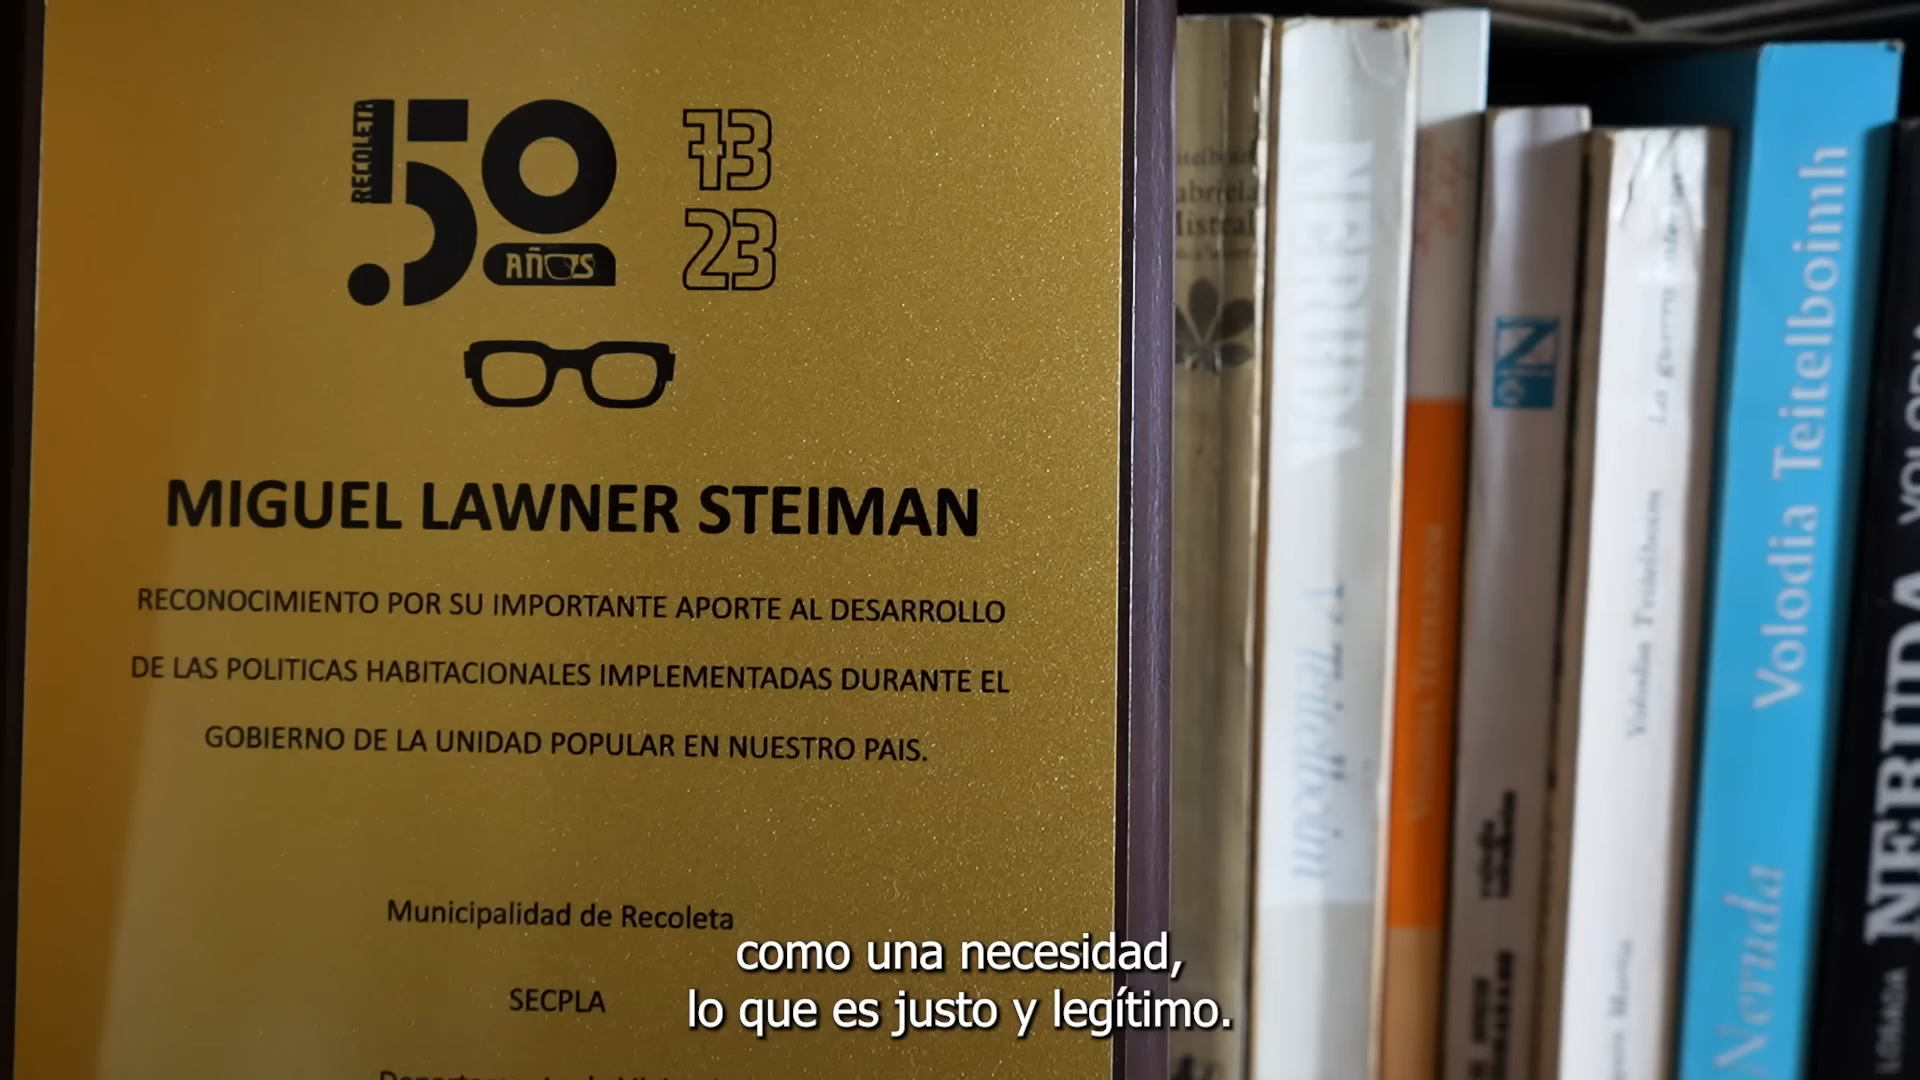 RECOLETA
50
AÑOS
73
23
MIGUEL LAWNER STEIMAN
RECONOCIMIENTO POR SU IMPORTANTE APORTE AL DESARROLLO
DE LAS POLITICAS HABITACIONALES IMPLEMENTADAS DURANTE EL
GOBIERNO DE LA UNIDAD POPULAR EN NUESTRO PAIS.
Municipalidad de Recoleta
SECPLA
como una necesidad,
lo que es justo y legítimo.
NERUDA
V. Teitelboim
Volodia Teitelboim
Volodia Teitelboim
Neruda
NERUDA
LOSADA